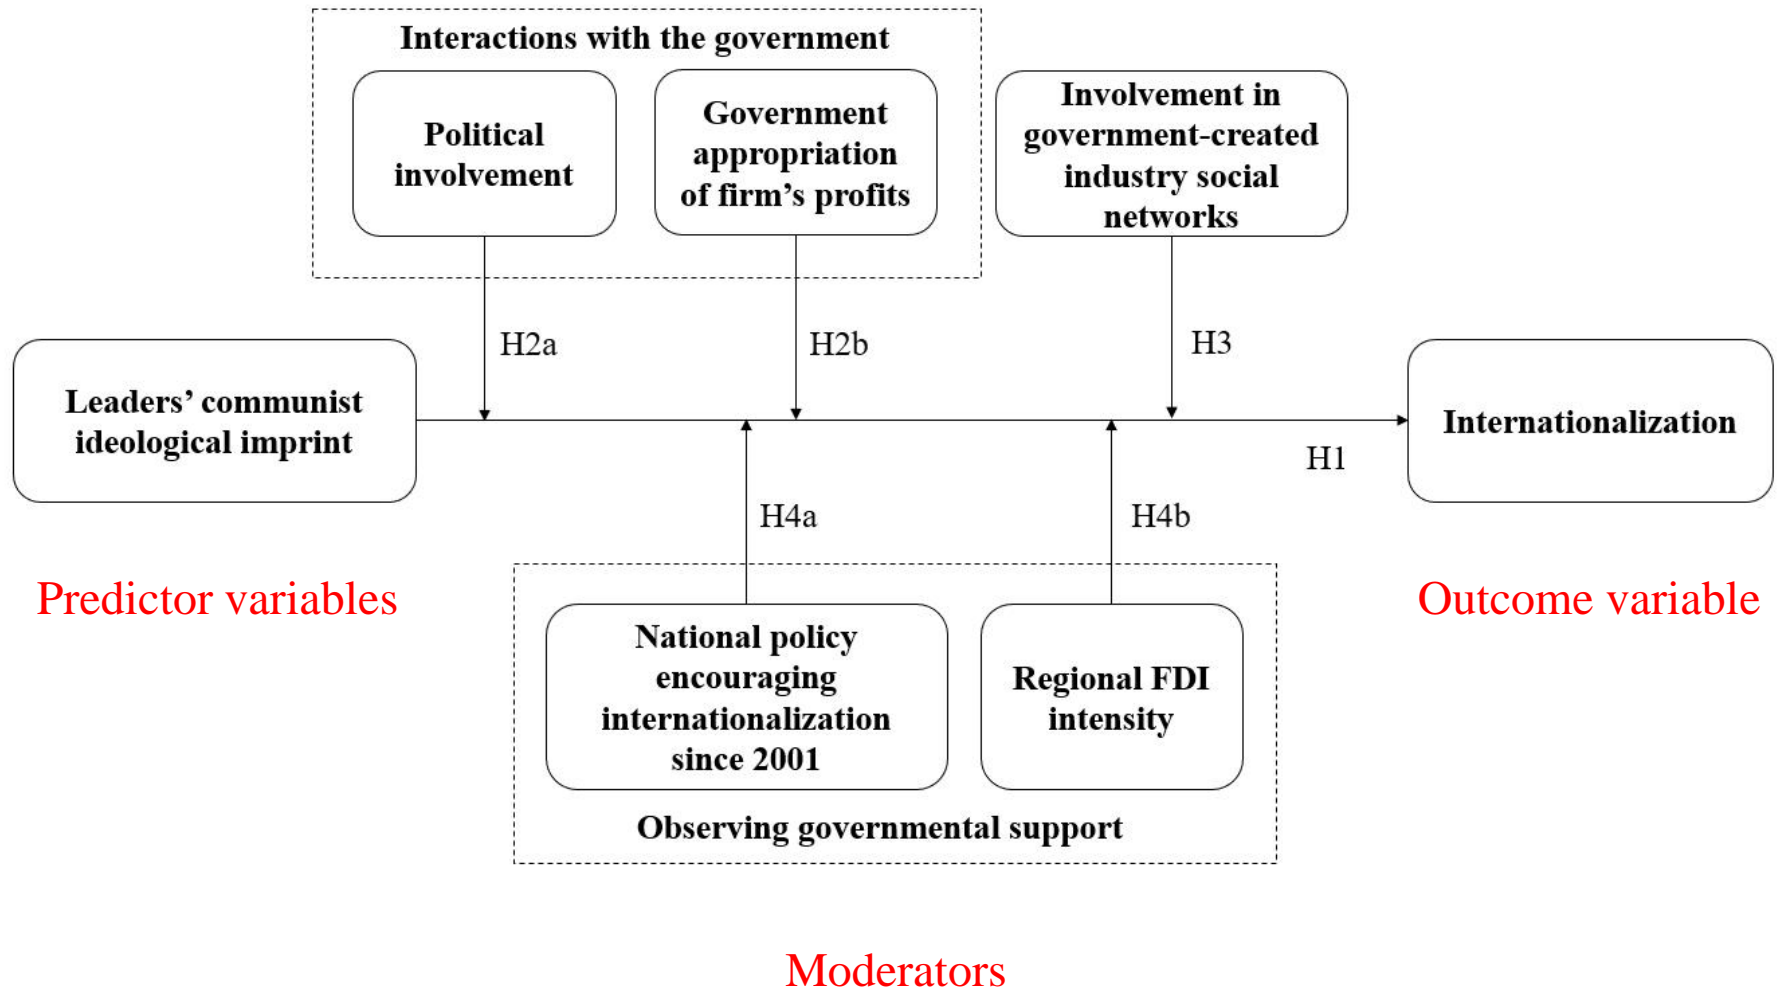 Interactions with the government
Political
involvement
Government
appropriation
of firm’s profits
Involvement in
government-created
industry social
networks
H2a
H2b
H3
Leaders’ communist
ideological imprint
Internationalization
H1
H4a
H4b
Predictor variables
Outcome variable
National policy
encouraging
internationalization
since 2001
Regional FDI
intensity
Observing governmental support
Moderators